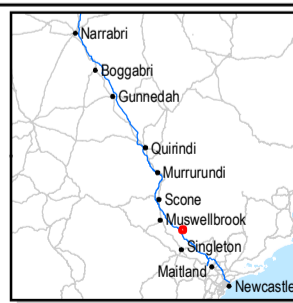 Narrabri
Boggabri
Gunnedah
Quirindi
Murrurundi
Scone
Muswellbrook
Singleton
Maitland
Newcastle